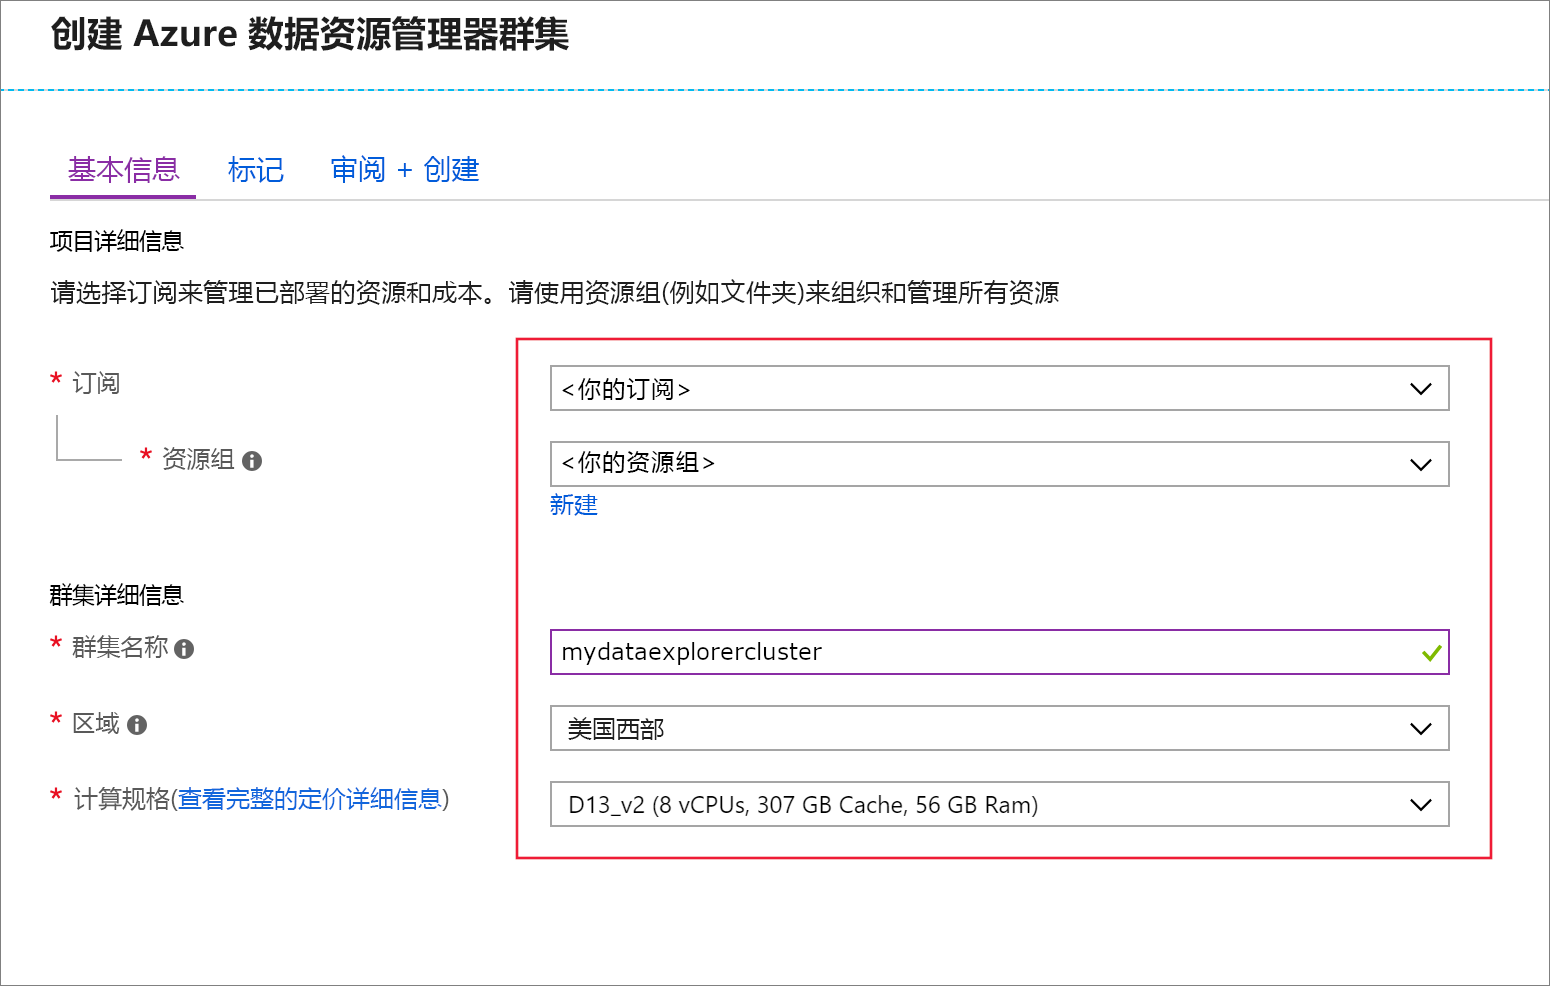 创建 Azure 数据资源管理器群集
基本信息 标记 审阅 + 创建
项目详细信息
请选择订阅来管理已部署的资源和成本。请使用资源组(例如文件夹)来组织和管理所有资源
* 订阅 <你的订阅>
* 资源组 <你的资源组>
新建
群集详细信息
* 群集名称 mydataexplorercluster
* 区域 美国西部
* 计算规格(查看完整的定价详细信息) D13_v2 (8 vCPUs, 307 GB Cache, 56 GB Ram)